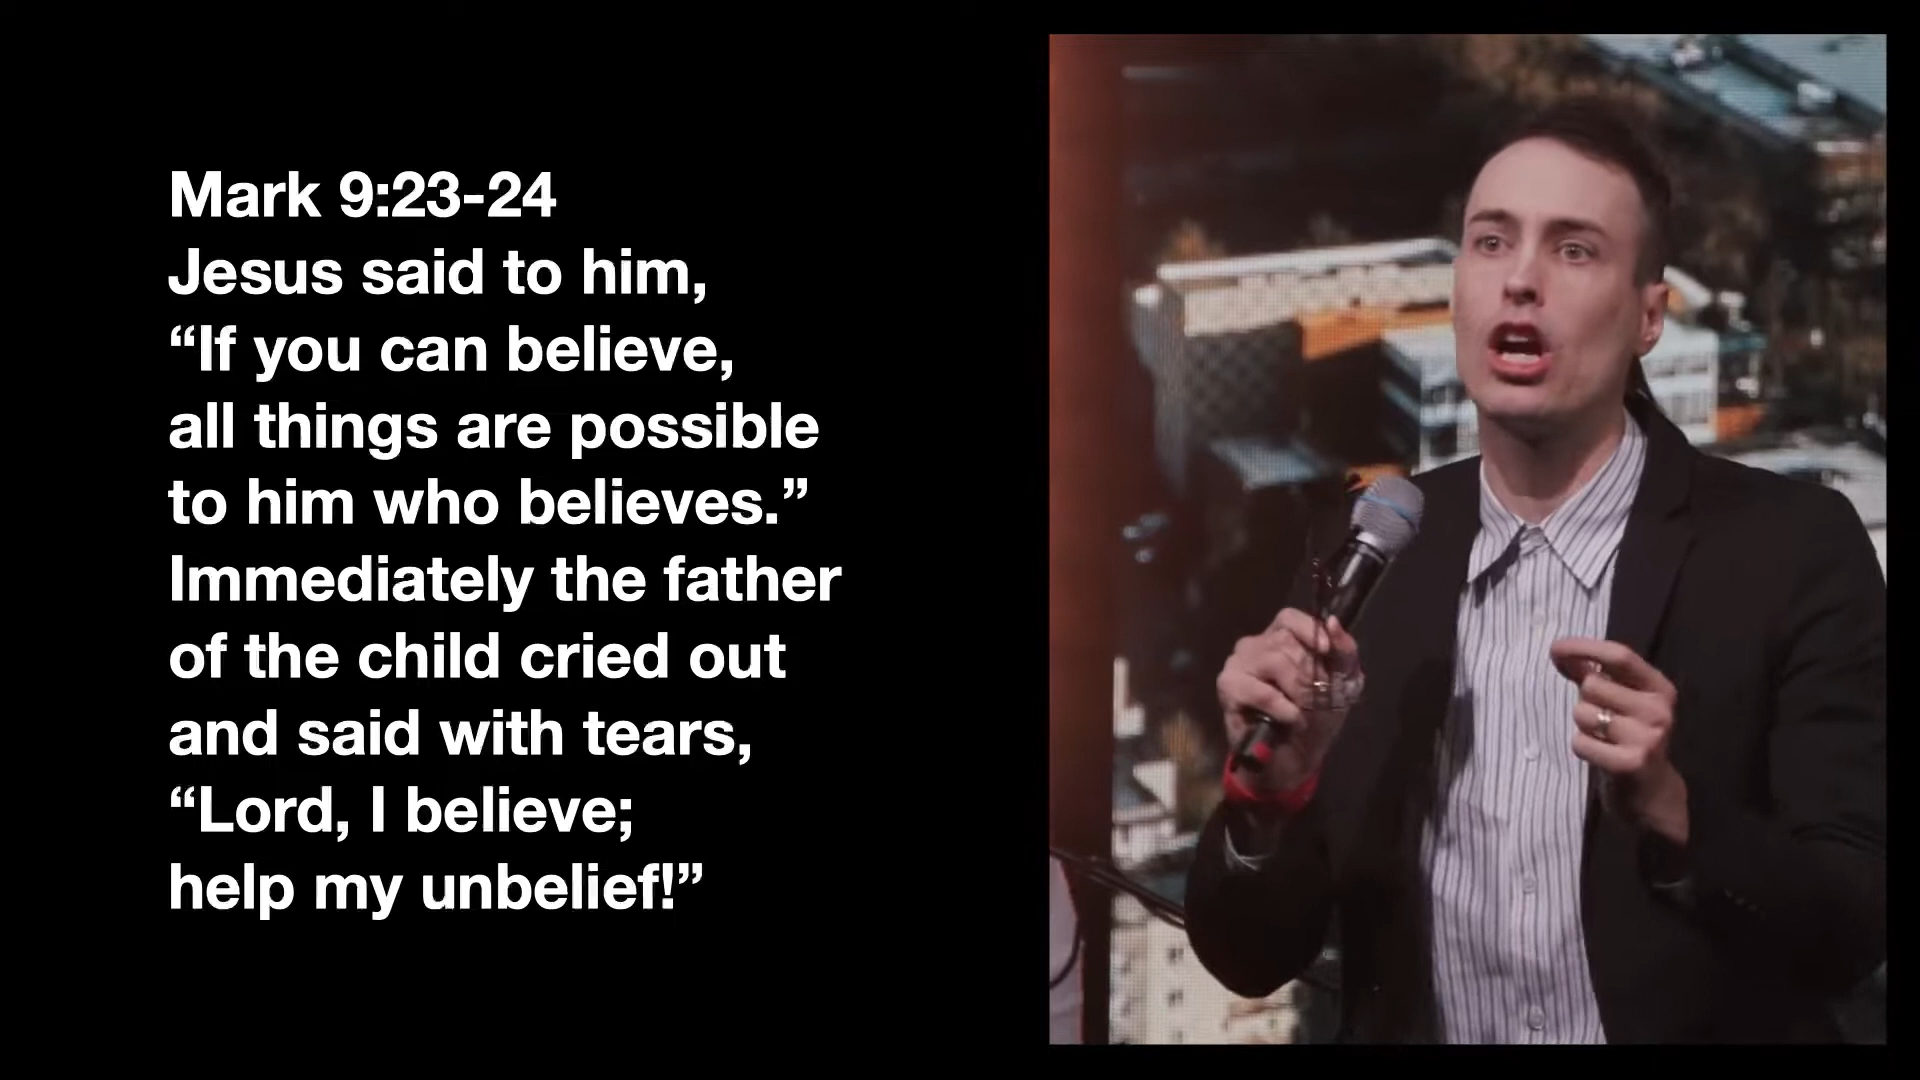 Mark 9:23-24
Jesus said to him,
“If you can believe,
all things are possible
to him who believes.”
Immediately the father
of the child cried out
and said with tears,
“Lord, I believe;
help my unbelief!”